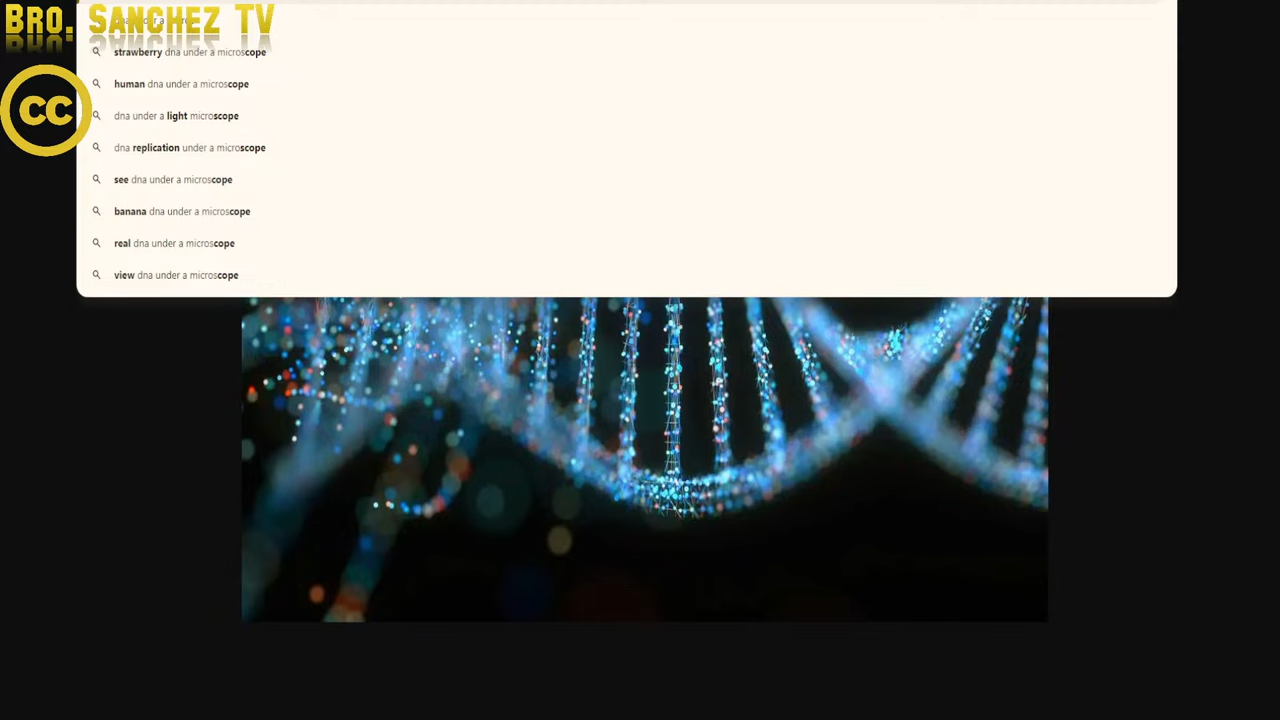 BRO. SANCHEZ TV
CC
strawberry dna under a microscope
human dna under a microscope
dna under a light microscope
dna replication under a microscope
see dna under a microscope
banana dna under a microscope
real dna under a microscope
view dna under a microscope